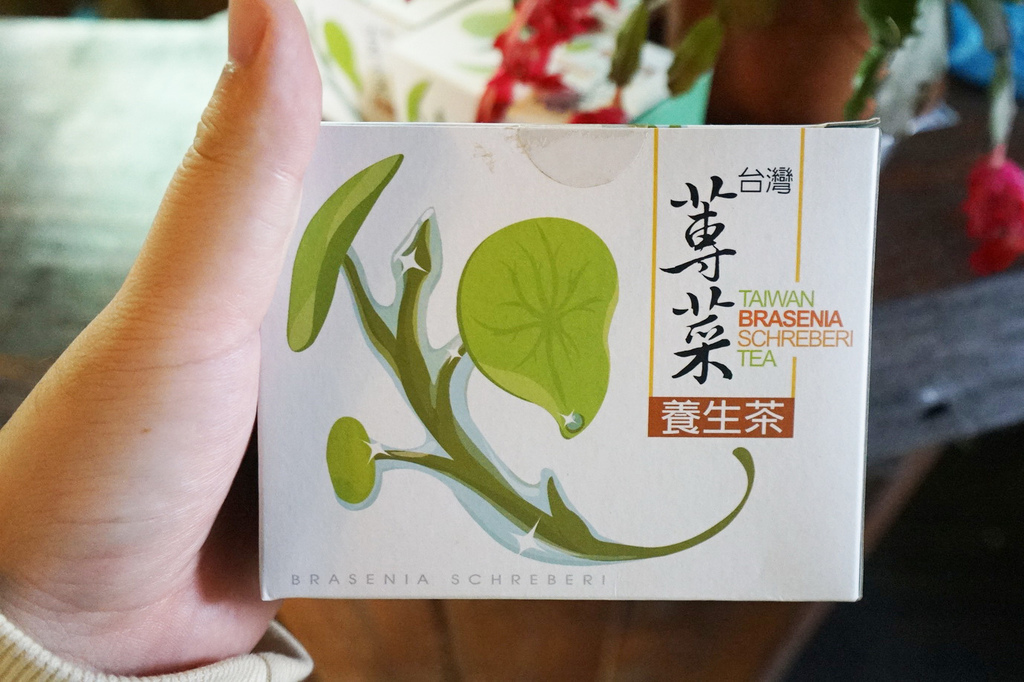 台灣
蓴菜
TAIWAN
BRASENIA
SCHREBERI
TEA
養生茶
BRASENIA SCHREBERI